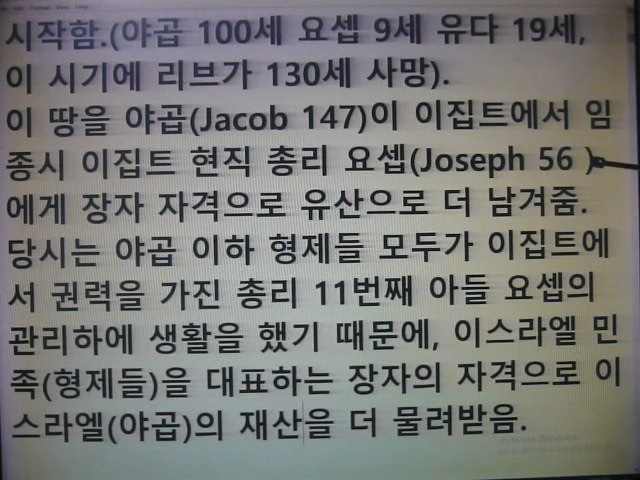 시작함.(야곱 100세 요셉 9세 유다 19세,
이 시기에 리브가 130세 사망).
이 땅을 야곱(Jacob 147)이 이집트에서 임
종시 이집트 현직 총리 요셉(Joseph 56 )
에게 장자 자격으로 유산으로 더 남겨줌.
당시는 야곱 이하 형제들 모두가 이집트에
서 권력을 가진 총리 11번째 아들 요셉의
관리하에 생활을 했기 때문에, 이스라엘 민
족(형제들)을 대표하는 장자의 자격으로 이
스라엘(야곱)의 재산을 더 물려받음.
Activate Windows